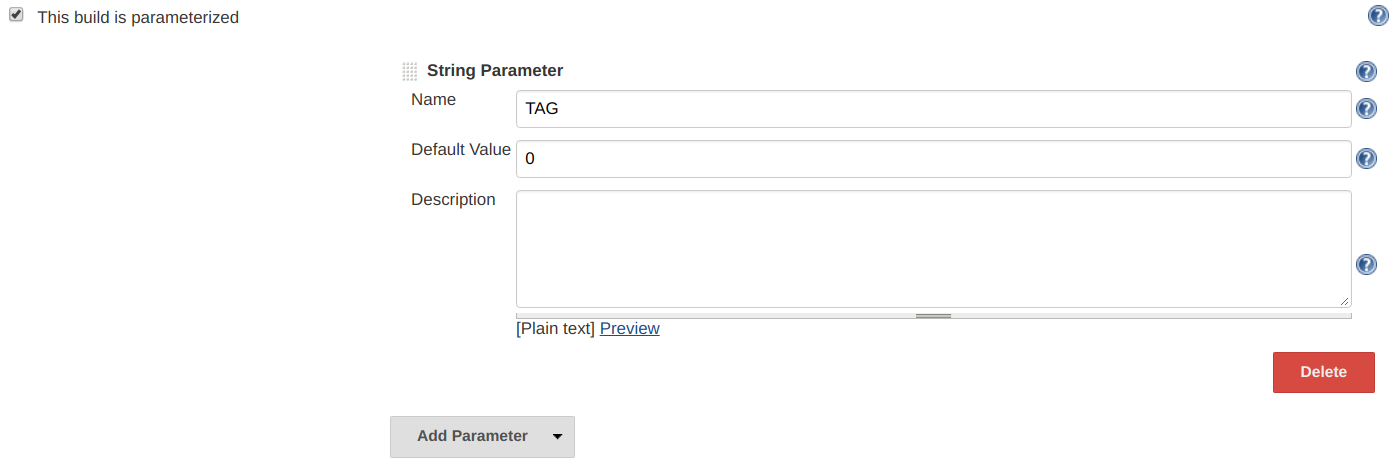 This build is parameterized
String Parameter
Name
TAG
Default Value
0
Description
[Plain text] Preview
Delete
Add Parameter